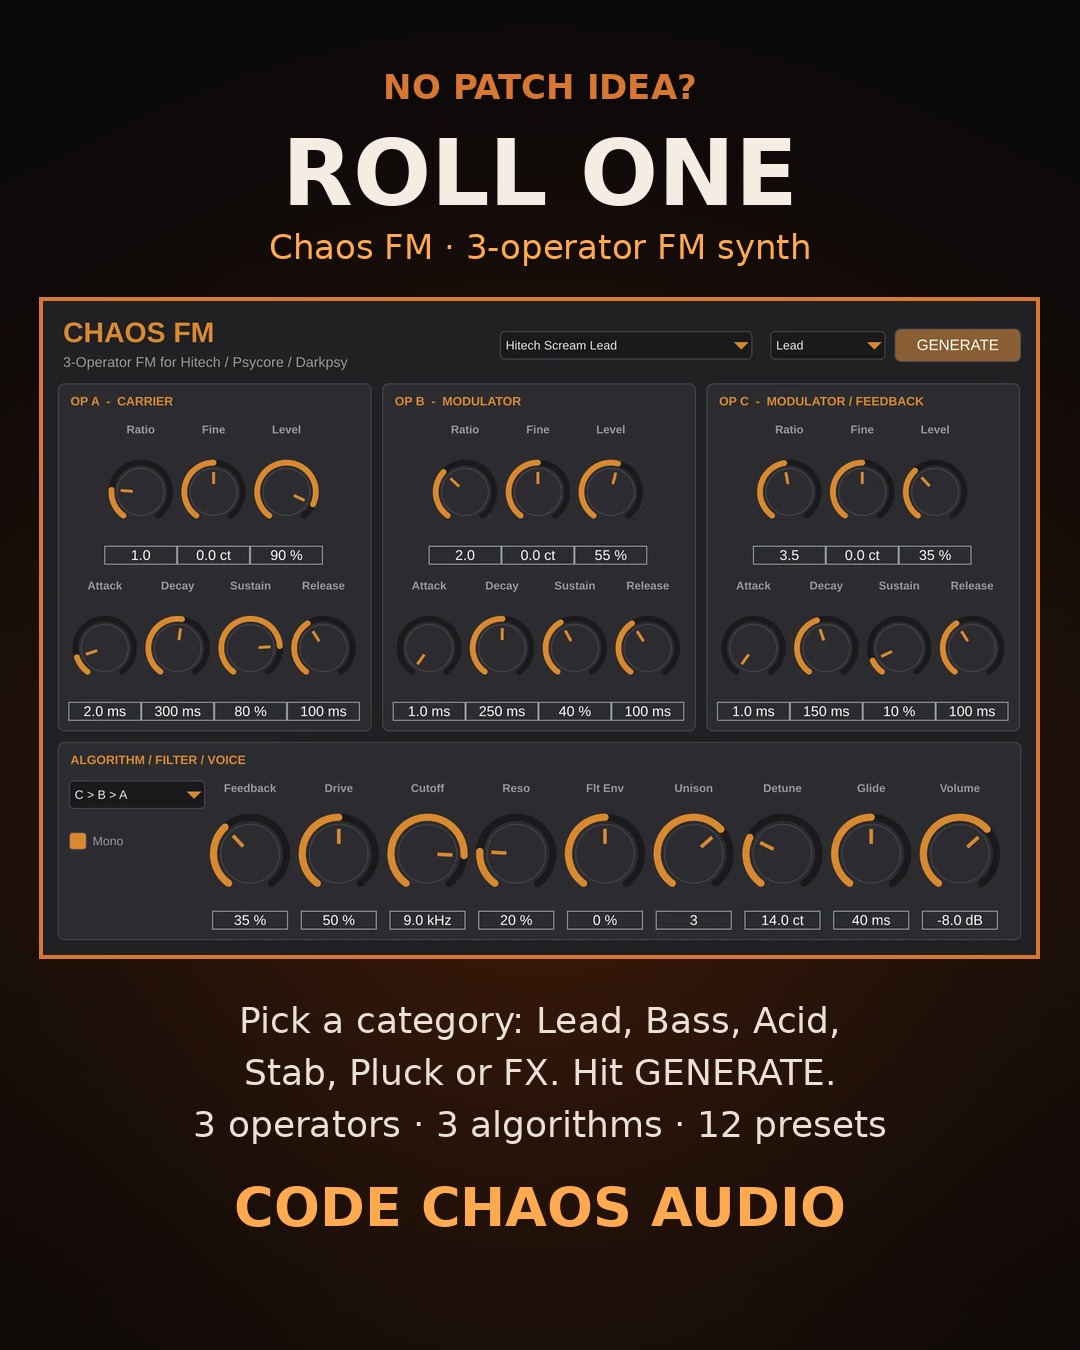 NO PATCH IDEA?
ROLL ONE
Chaos FM · 3-operator FM synth
CHAOS FM
3-Operator FM for Hitech / Psycore / Darkpsy
Hitech Scream Lead
Lead
GENERATE
OP A - CARRIER
Ratio Fine Level
1.0 0.0 ct 90 %
Attack Decay Sustain Release
2.0 ms 300 ms 80 % 100 ms
OP B - MODULATOR
Ratio Fine Level
2.0 0.0 ct 55 %
Attack Decay Sustain Release
1.0 ms 250 ms 40 % 100 ms
OP C - MODULATOR / FEEDBACK
Ratio Fine Level
3.5 0.0 ct 35 %
Attack Decay Sustain Release
1.0 ms 150 ms 10 % 100 ms
ALGORITHM / FILTER / VOICE
C > B > A
Mono
Feedback Drive Cutoff Reso Flt Env Unison Detune Glide Volume
35 % 50 % 9.0 kHz 20 % 0 % 3 14.0 ct 40 ms -8.0 dB
Pick a category: Lead, Bass, Acid,
Stab, Pluck or FX. Hit GENERATE.
3 operators · 3 algorithms · 12 presets
CODE CHAOS AUDIO